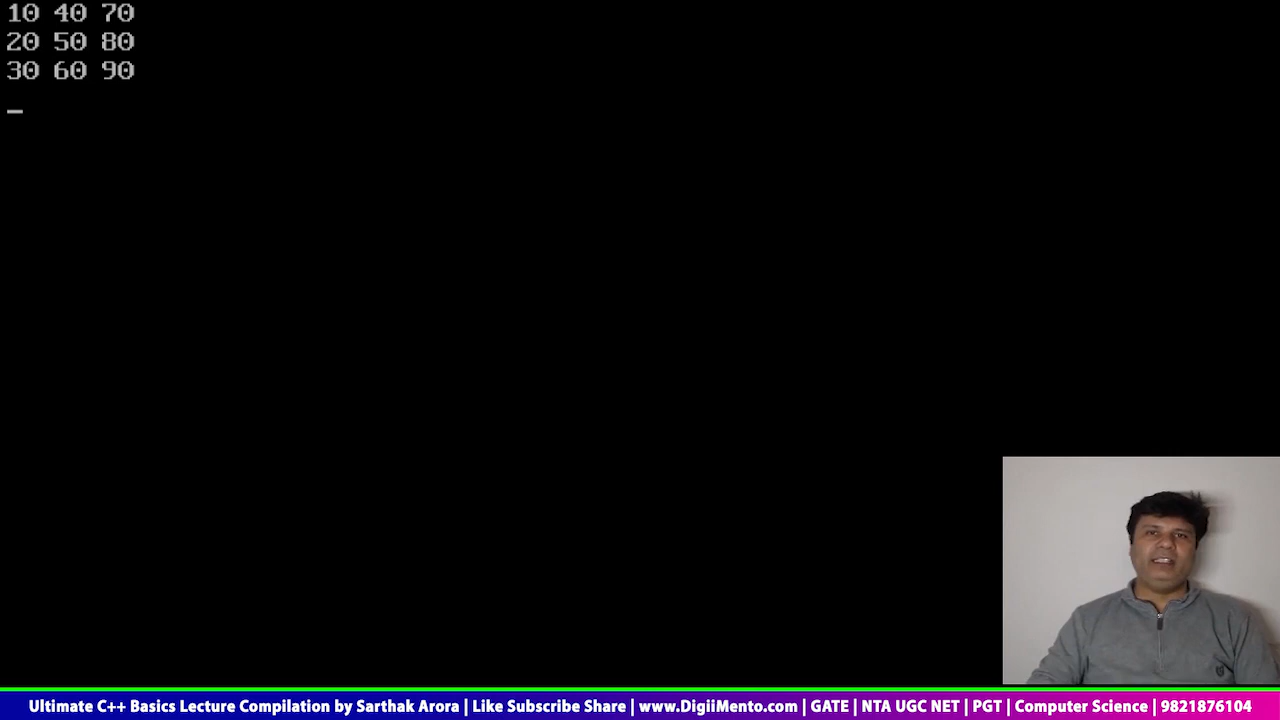 10 40 70
20 50 80
30 60 90
_
Ultimate C++ Basics Lecture Compilation by Sarthak Arora | Like Subscribe Share | www.DigiiMento.com | GATE | NTA UGC NET | PGT | Computer Science | 9821876104